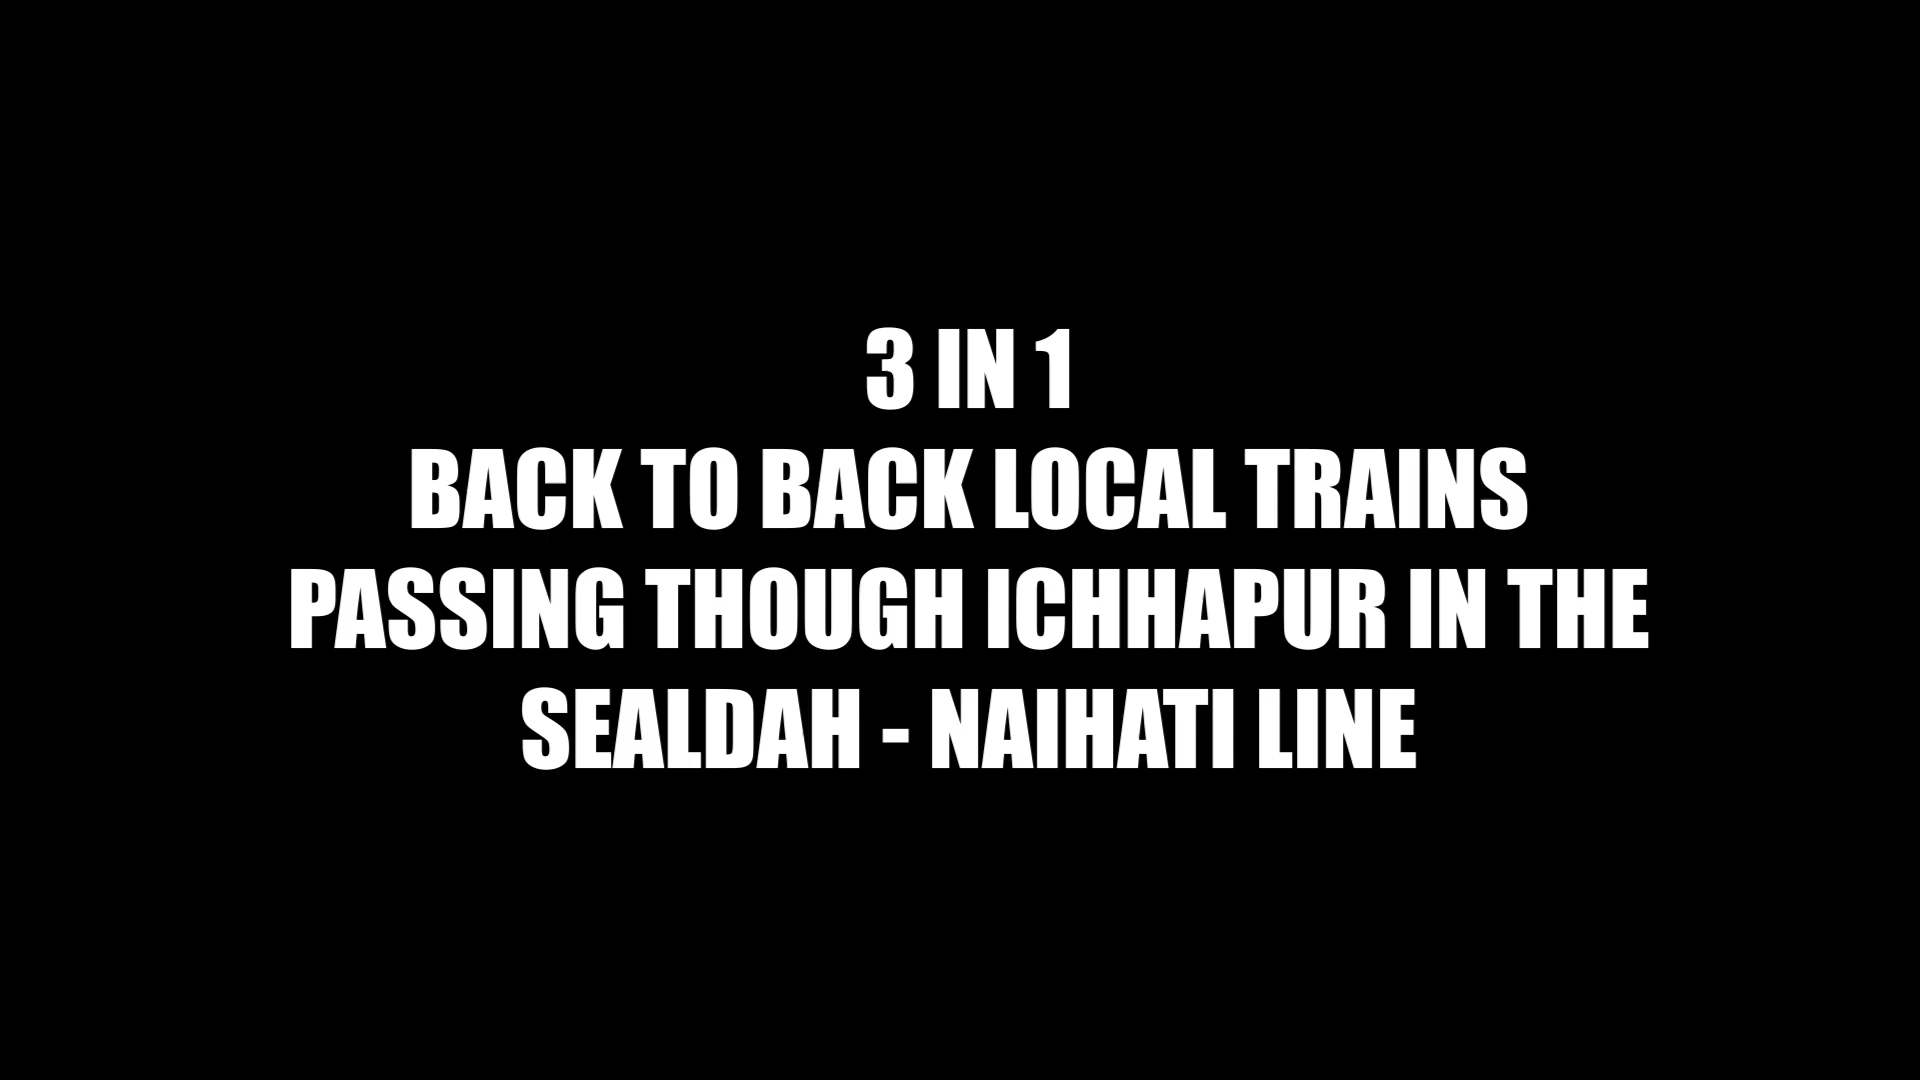 3 IN 1
BACK TO BACK LOCAL TRAINS
PASSING THOUGH ICHHAPUR IN THE
SEALDAH - NAIHATI LINE